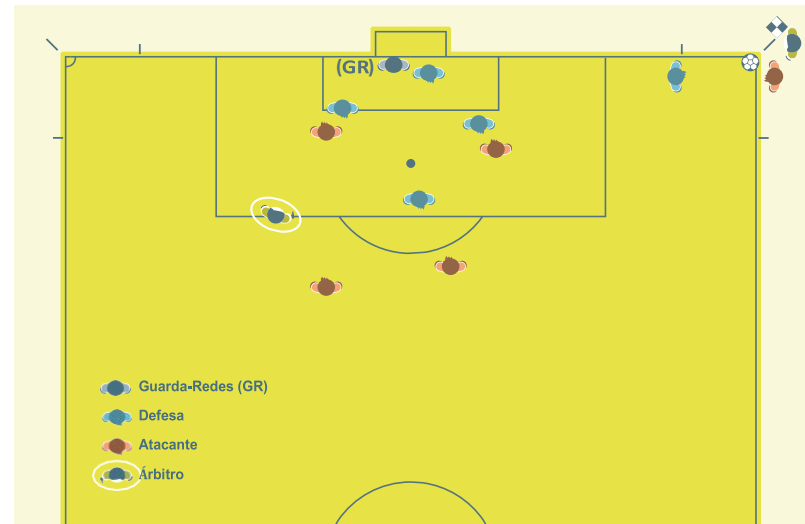 (GR)
Guarda-Redes (GR)
Defesa
Atacante
Árbitro